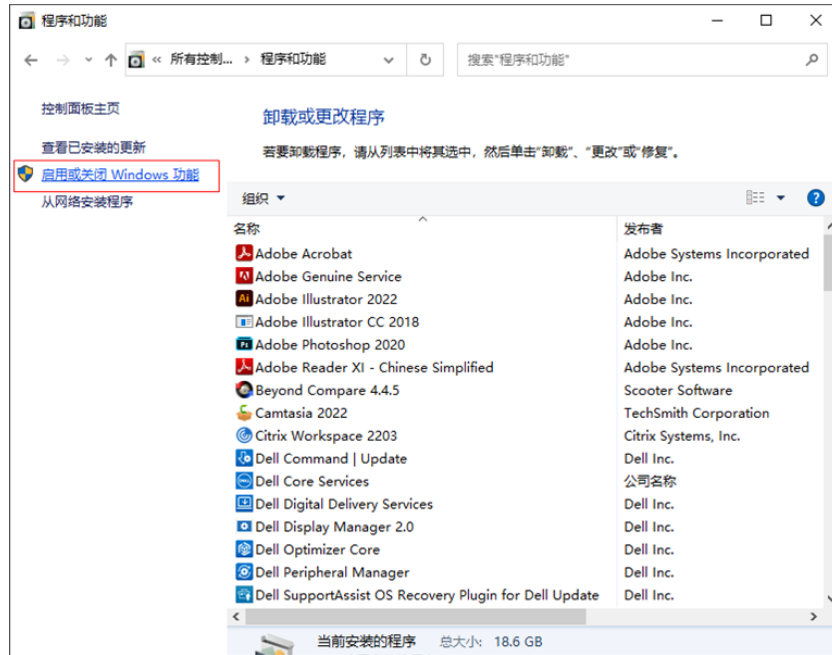 程序和功能
« 所有控制... › 程序和功能
搜索"程序和功能"
控制面板主页
查看已安装的更新
启用或关闭 Windows 功能
从网络安装程序
卸载或更改程序
若要卸载程序，请从列表中将其选中，然后单击"卸载"、"更改"或"修复"。
组织
名称 发布者
Adobe Acrobat Adobe Systems Incorporated
Adobe Genuine Service Adobe Inc.
Adobe Illustrator 2022 Adobe Inc.
Adobe Illustrator CC 2018 Adobe Inc.
Adobe Photoshop 2020 Adobe Inc.
Adobe Reader XI - Chinese Simplified Adobe Systems Incorporated
Beyond Compare 4.4.5 Scooter Software
Camtasia 2022 TechSmith Corporation
Citrix Workspace 2203 Citrix Systems, Inc.
Dell Command | Update Dell Inc.
Dell Core Services 公司名称
Dell Digital Delivery Services Dell Inc.
Dell Display Manager 2.0 Dell Inc.
Dell Optimizer Core Dell Inc.
Dell Peripheral Manager Dell Inc.
Dell SupportAssist OS Recovery Plugin for Dell Update Dell Inc.
当前安装的程序 总大小: 18.6 GB